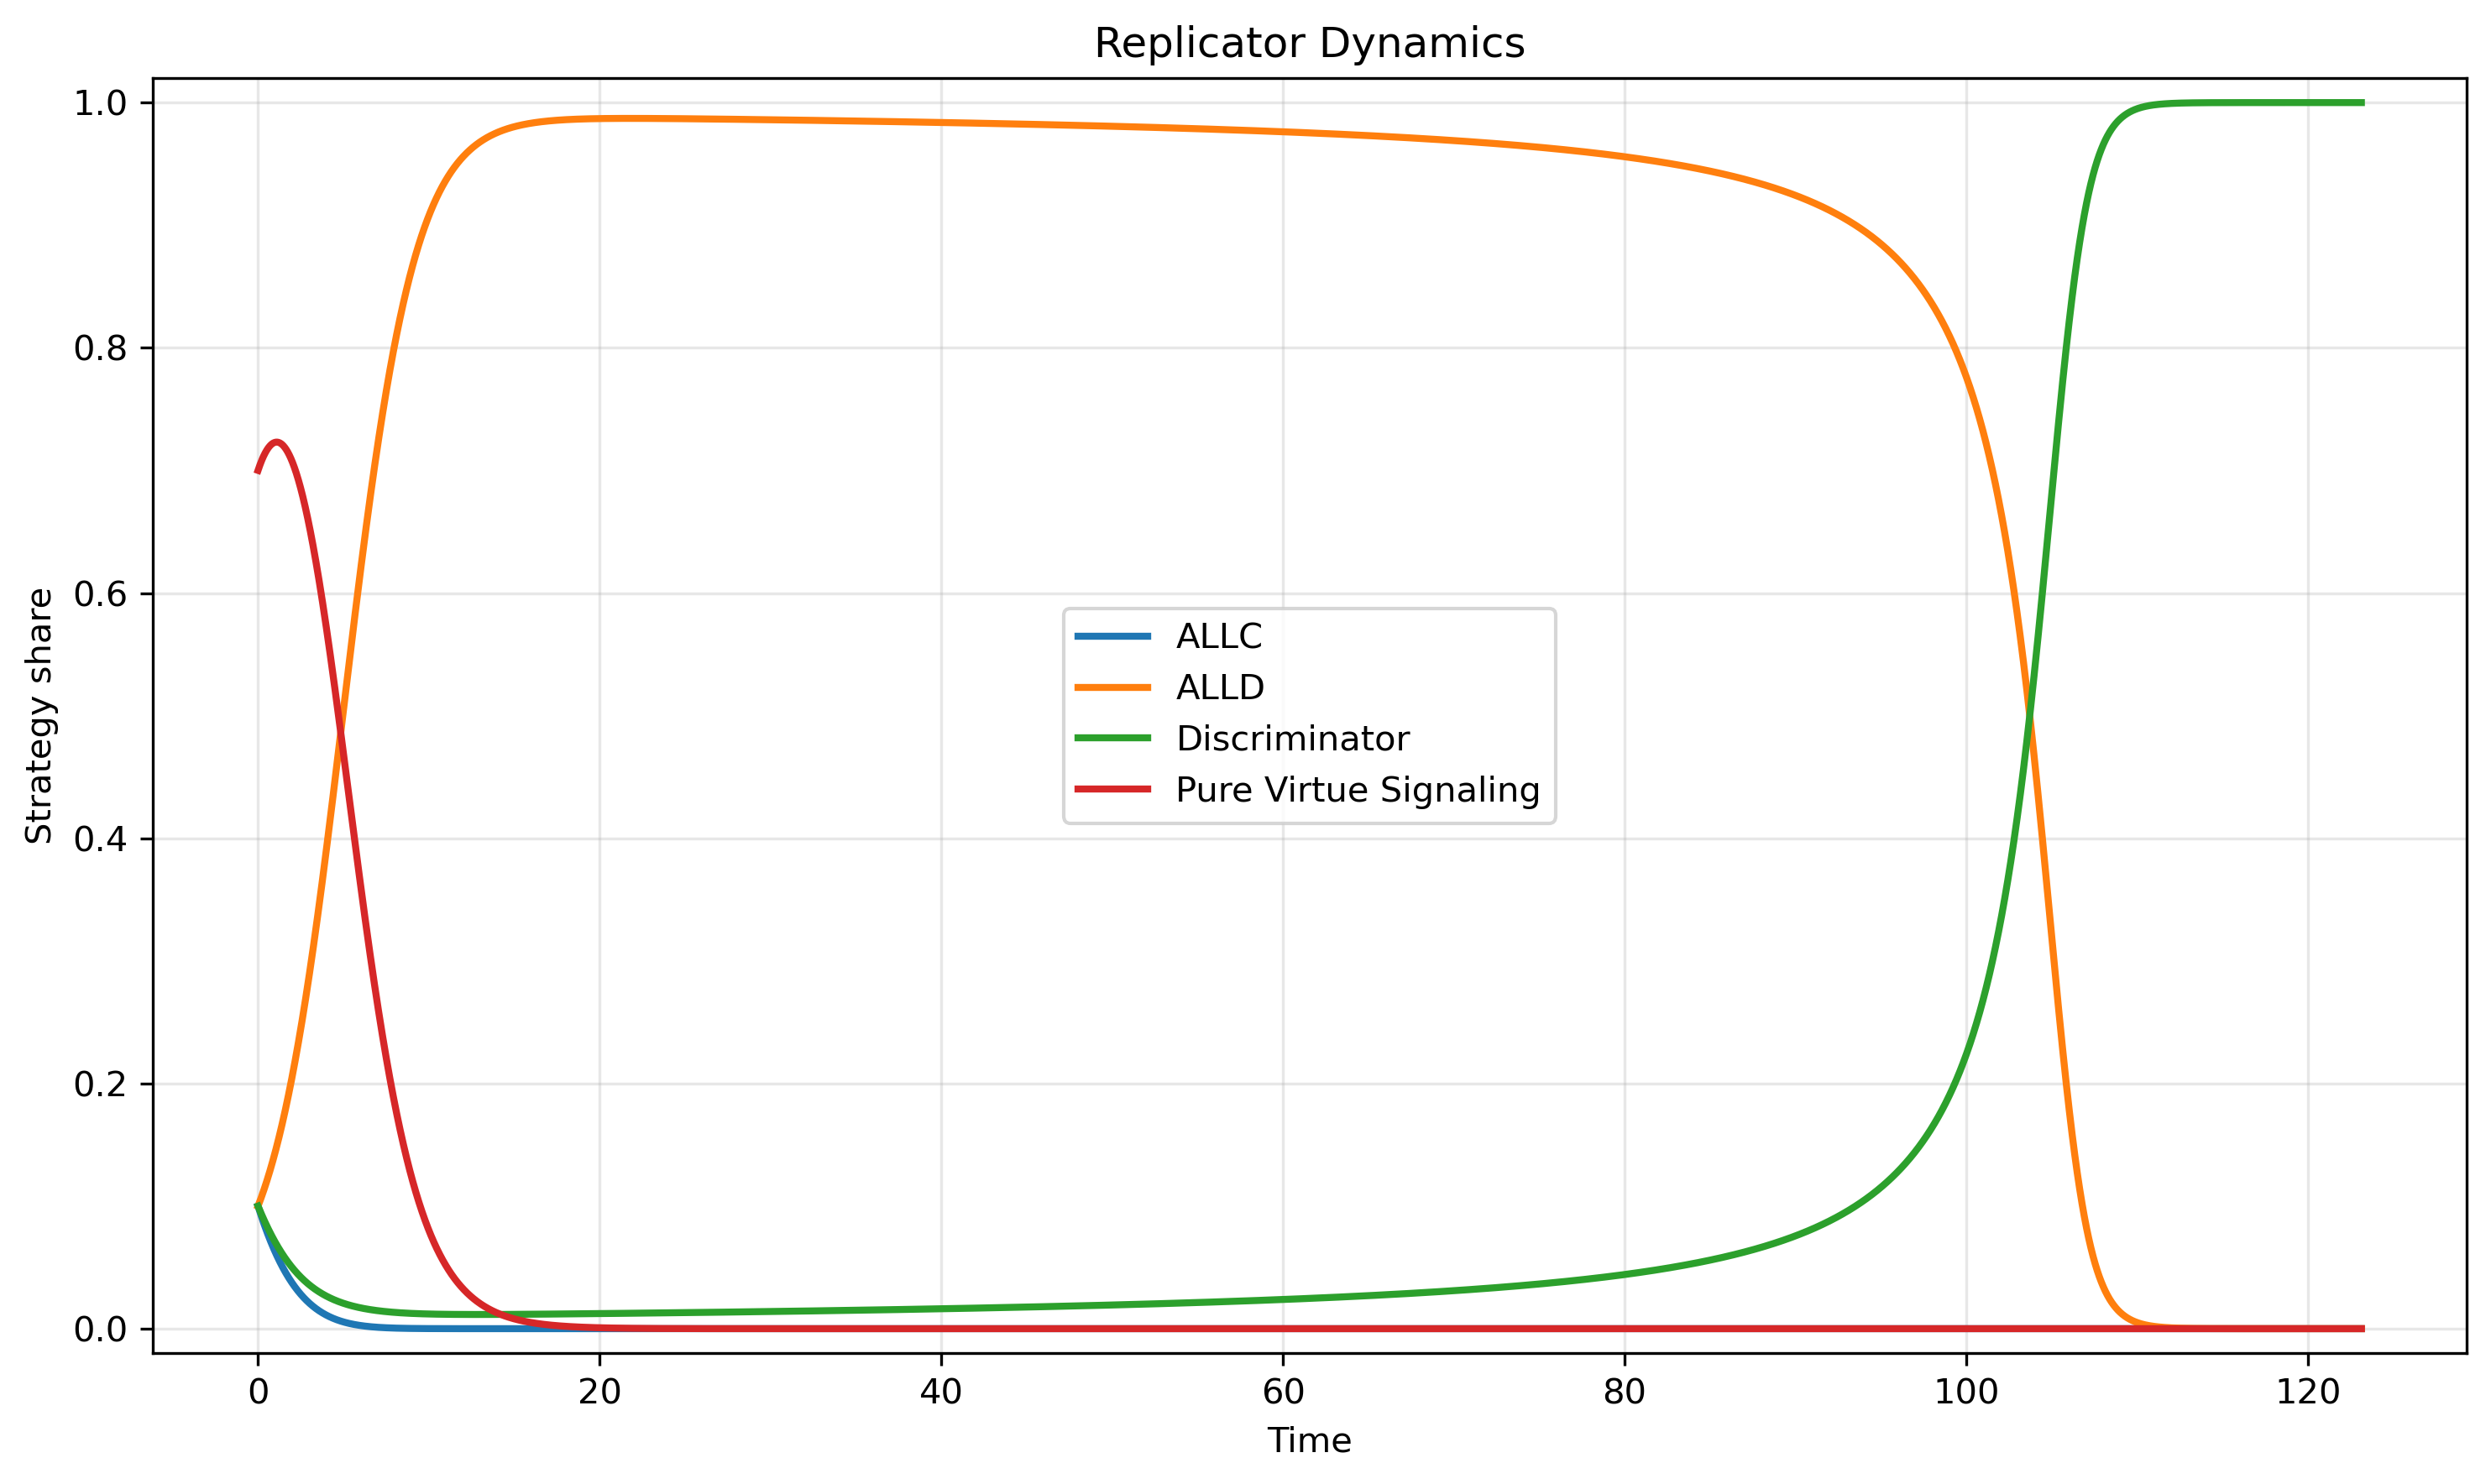 Replicator Dynamics
1.0
0.8
0.6
0.4
0.2
0.0
Strategy share
ALLC
ALLD
Discriminator
Pure Virtue Signaling
0 20 40 60 80 100 120
Time